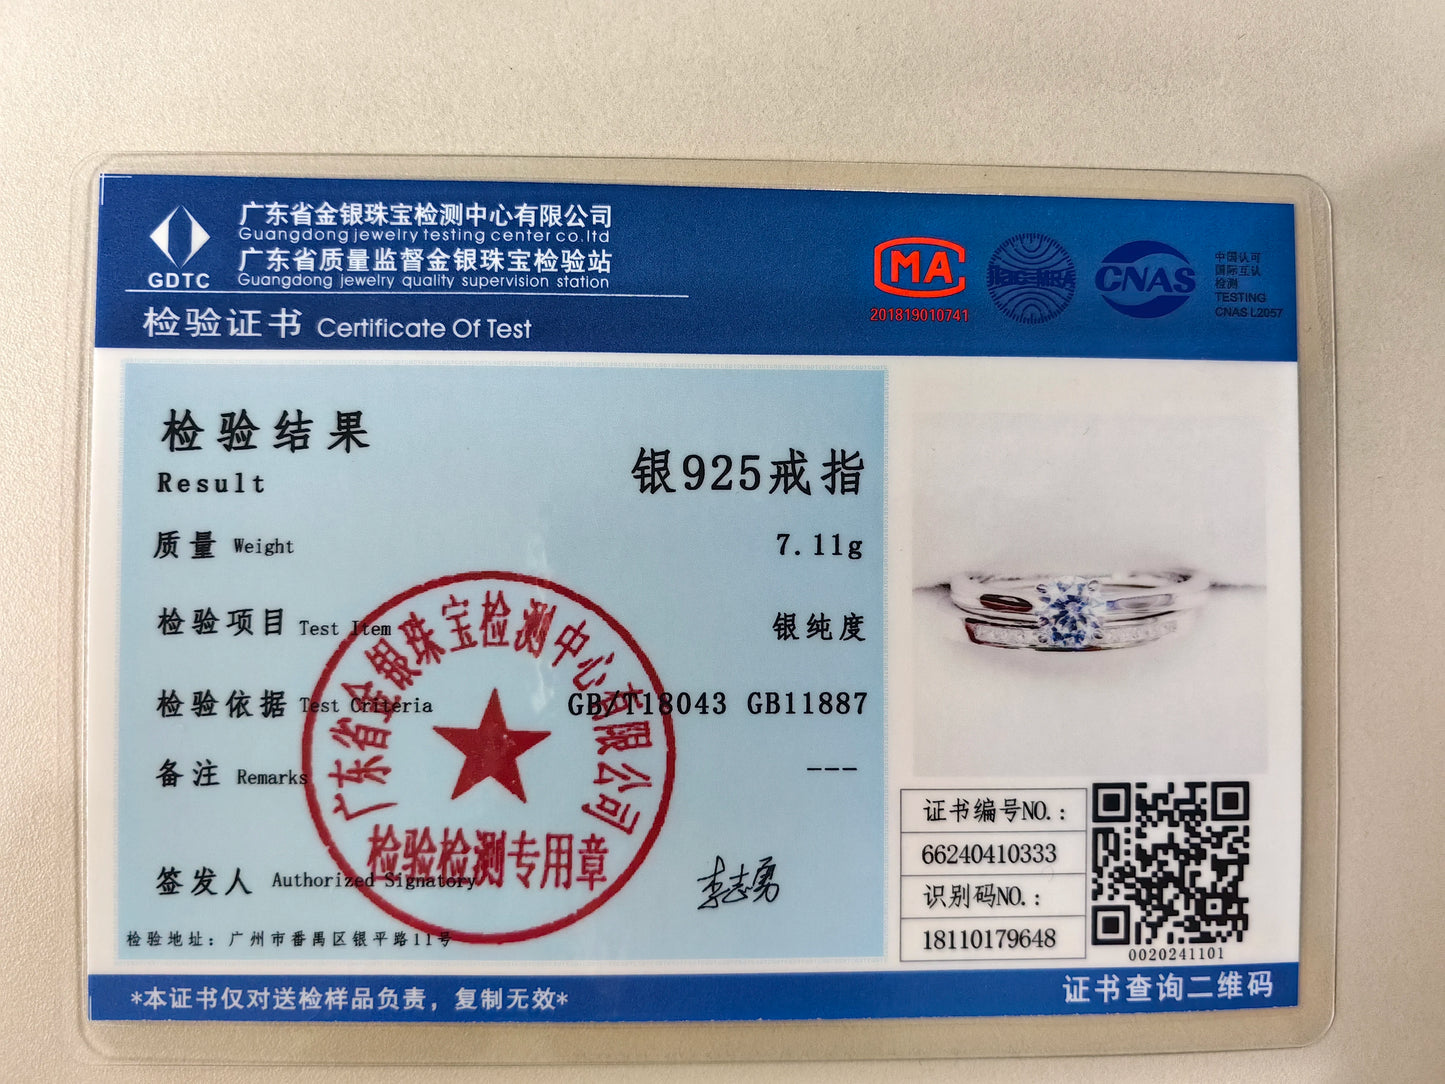 广东省金银珠宝检测中心有限公司
Guangdong jewelry testing center co.ltd
广东省质量监督金银珠宝检验站
Guangdong jewelry quality supervision station
GDTC
检验证书 Certificate Of Test
MA
201819010741
ilac-MRA
CNAS
中国认可
国际互认
检测
TESTING
CNAS L2057
检验结果
Result
银925戒指
质量 Weight 7.11g
检验项目 Test Item 银纯度
检验依据 Test Criteria GB/T18043 GB11887
备注 Remarks ---
签发人 Authorized Signatory 李志勇
广东省金银珠宝检测中心有限公司
检验检测专用章
检验地址：广州市番禺区银平路11号
证书编号NO.：
66240410333
识别码NO.：
18110179648
0020241101
*本证书仅对送检样品负责，复制无效*
证书查询二维码